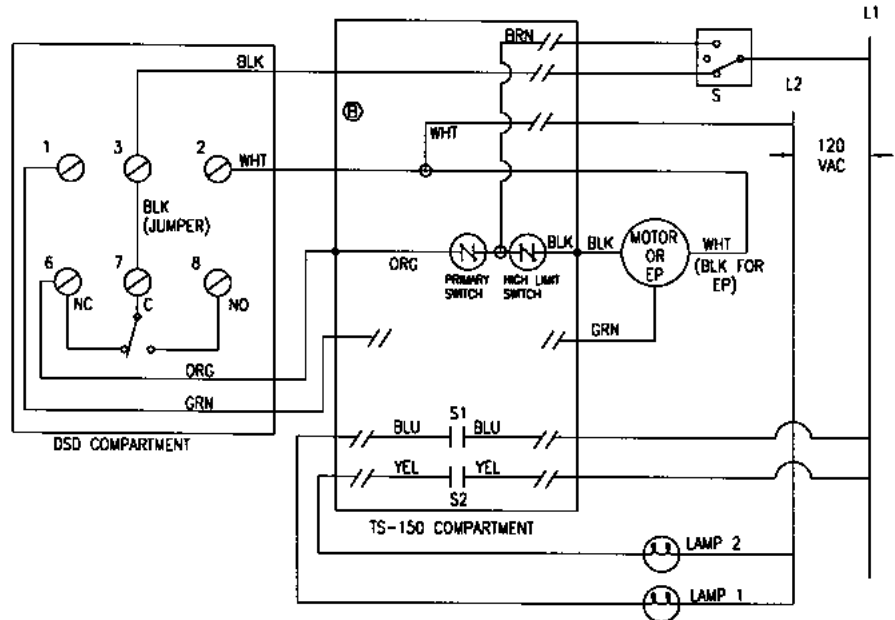 L1
BRN
BLK
S
L2
B
WHT
120
VAC
1
3
2
WHT
BLK
(JUMPER)
ORG
PRIMARY
SWITCH
HIGH LIMIT
SWITCH
BLK
BLK
MOTOR
OR
EP
WHT
(BLK FOR
EP)
6
7
8
NC
C
NO
GRN
ORG
GRN
DSD COMPARTMENT
S1
BLU
BLU
YEL
YEL
S2
TS-150 COMPARTMENT
LAMP 2
LAMP 1